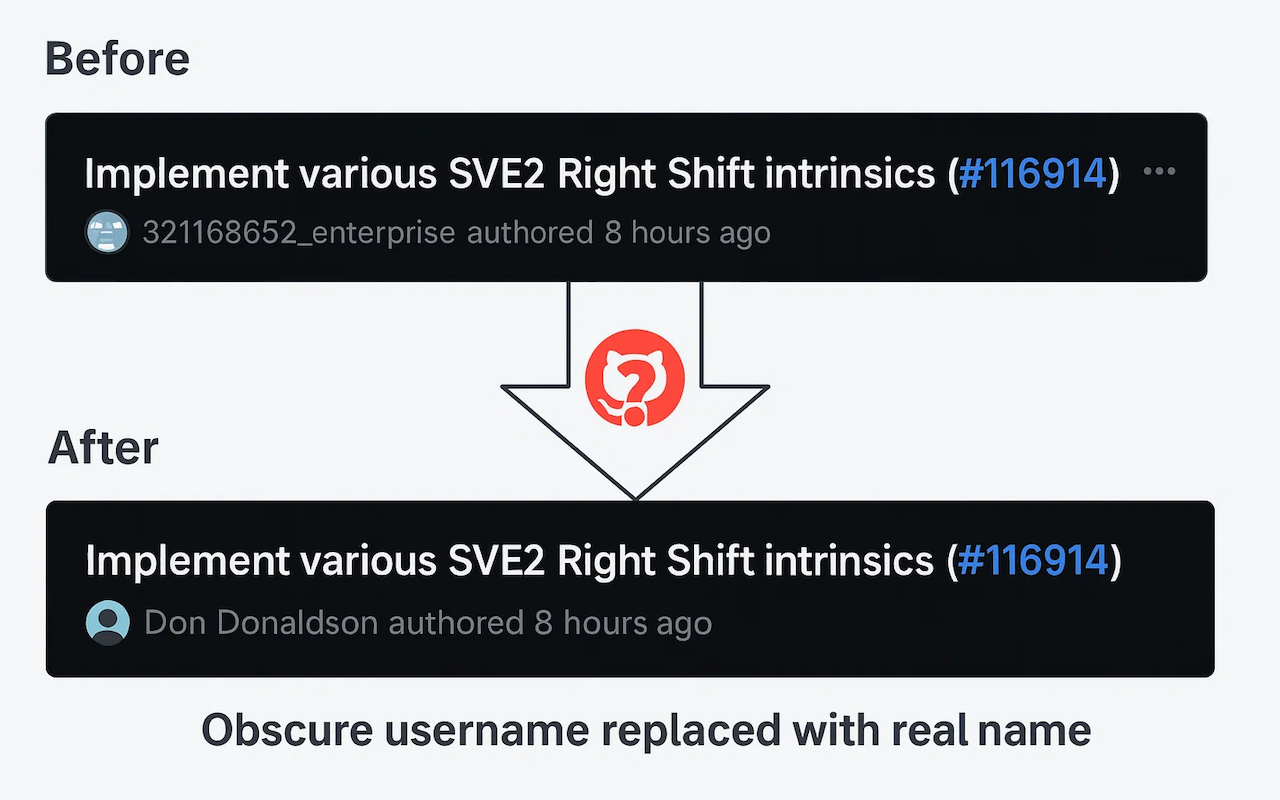 Before
Implement various SVE2 Right Shift intrinsics (#116914) •••
321168652_enterprise authored 8 hours ago
?
After
Implement various SVE2 Right Shift intrinsics (#116914)
Don Donaldson authored 8 hours ago
Obscure username replaced with real name